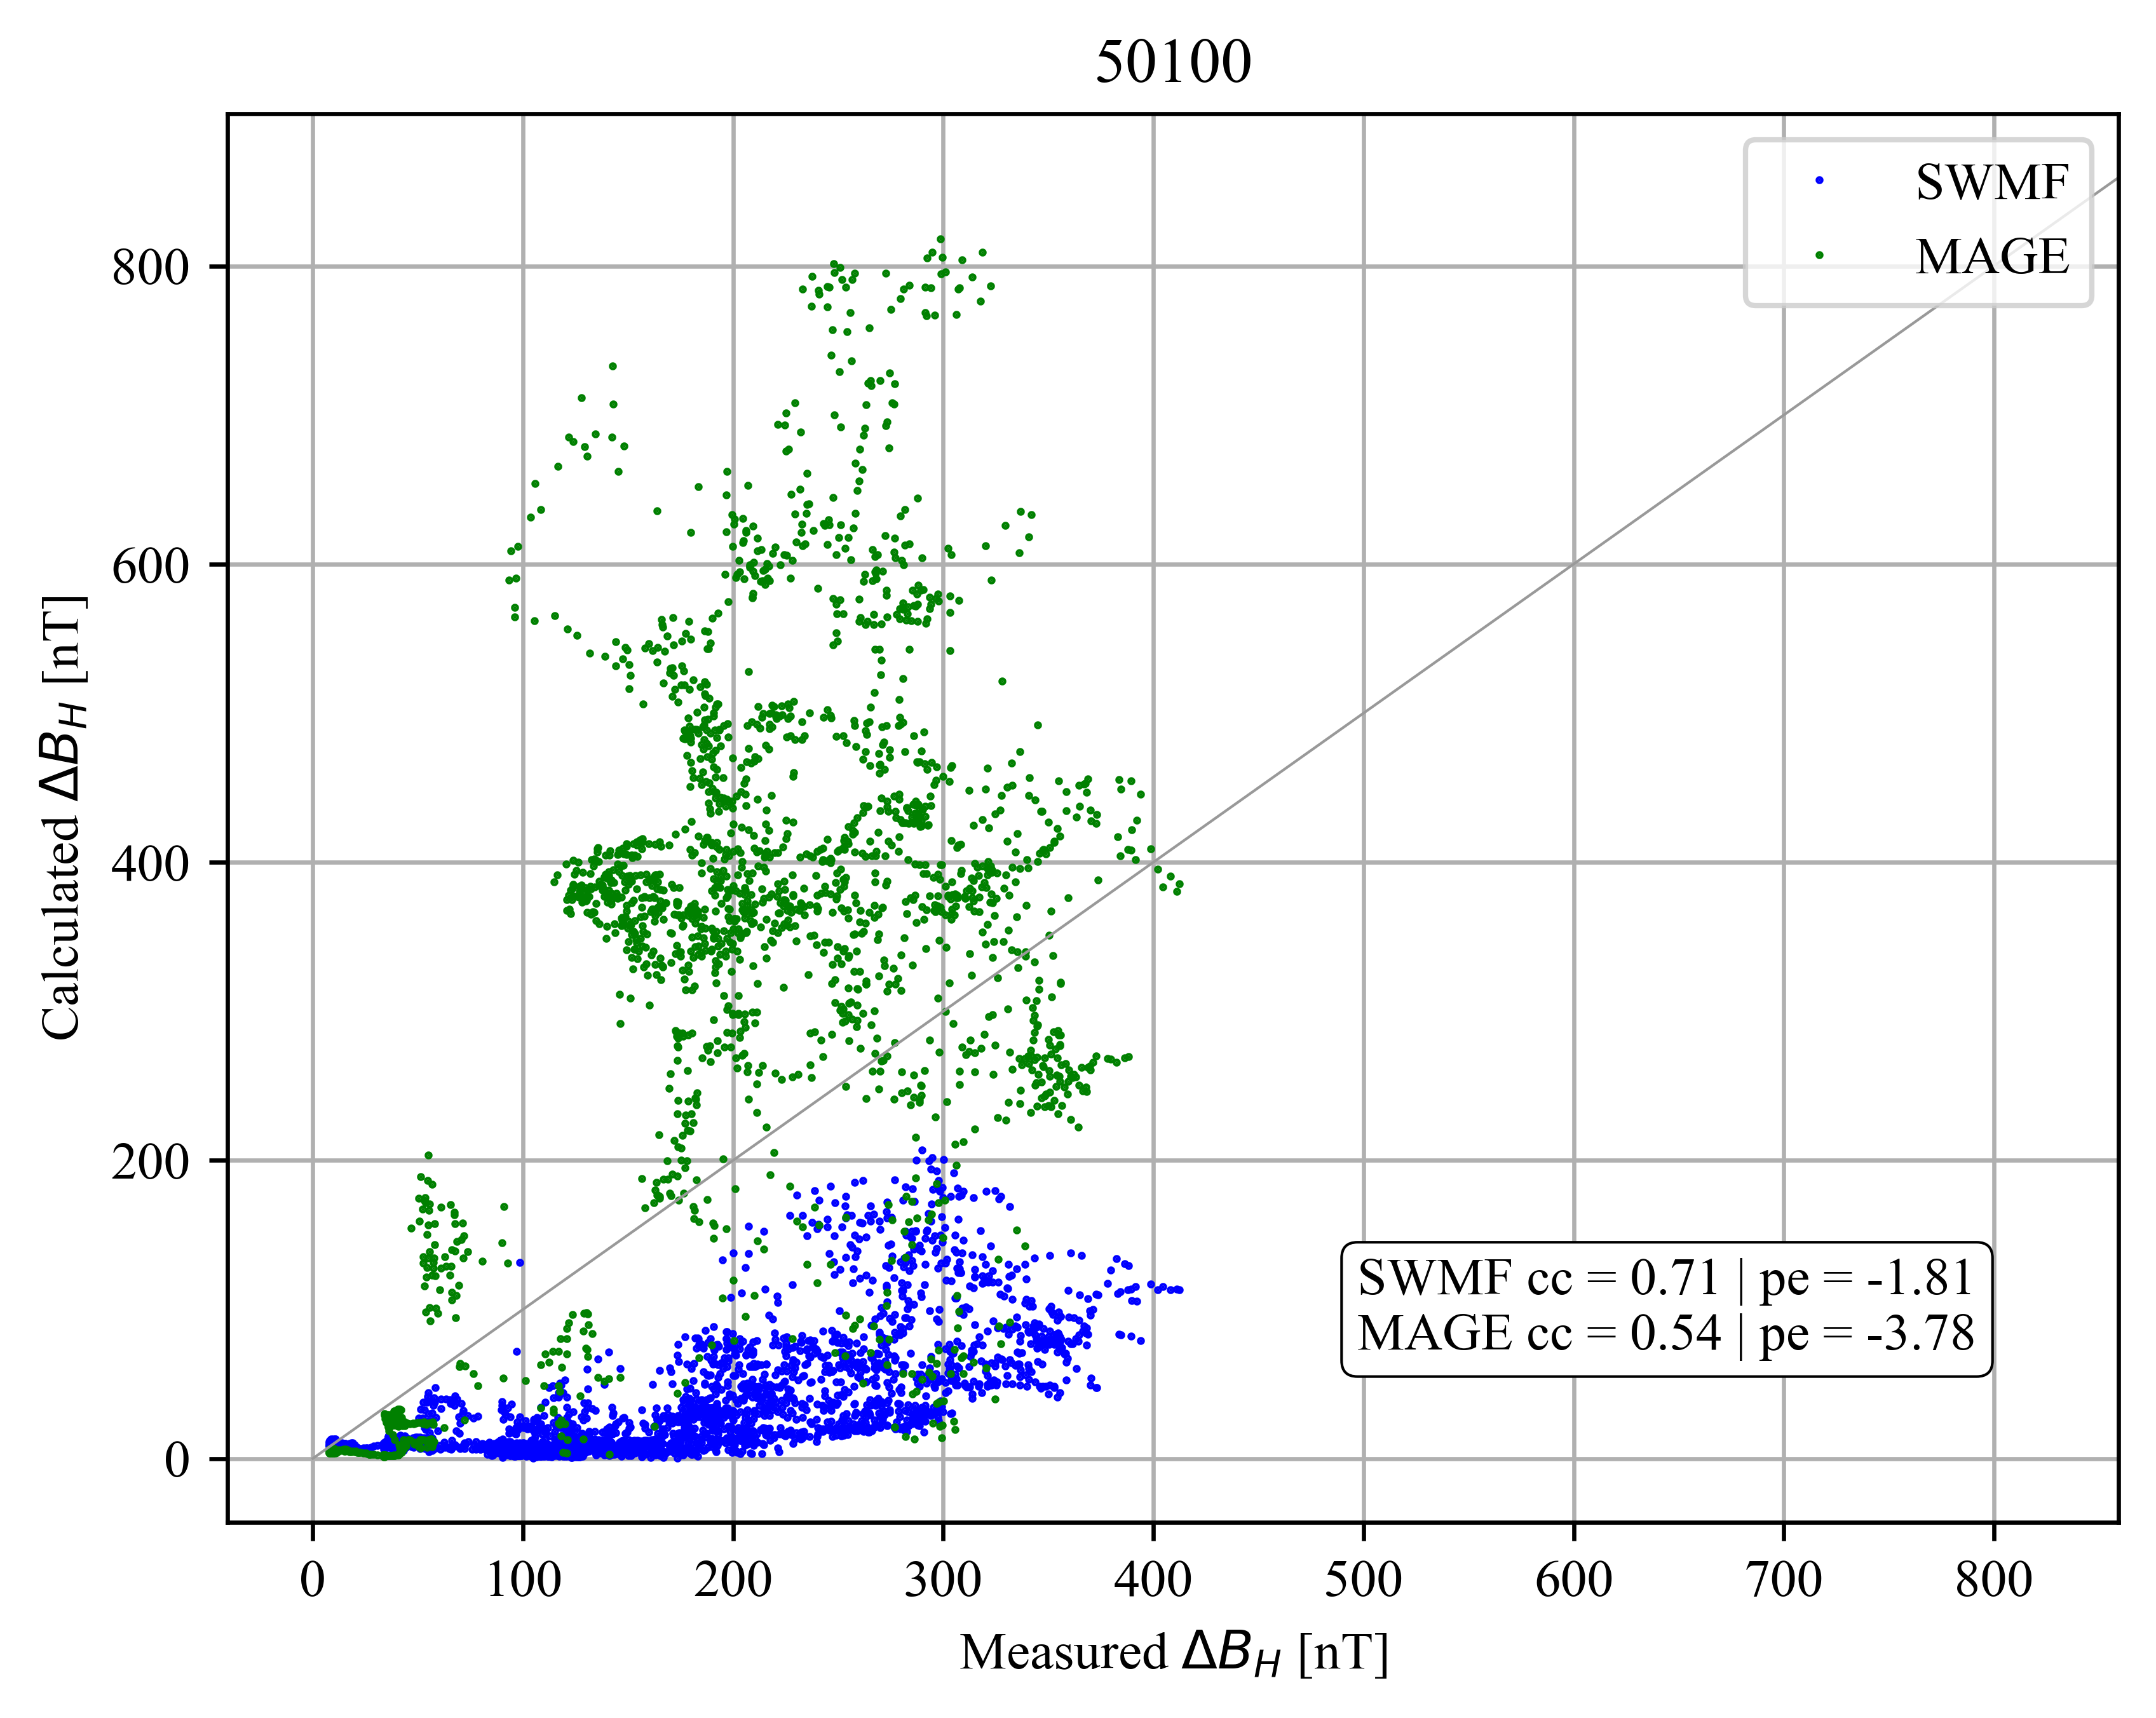 50100
SWMF
MAGE
800
600
400
200
0
Calculated ΔB_H [nT]
SWMF cc = 0.71 | pe = -1.81
MAGE cc = 0.54 | pe = -3.78
0 100 200 300 400 500 600 700 800
Measured ΔB_H [nT]